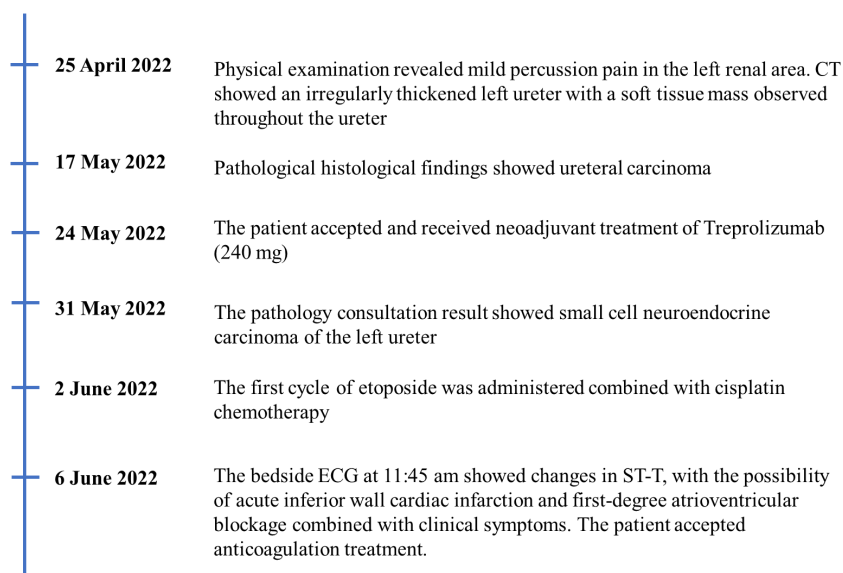 25 April 2022
Physical examination revealed mild percussion pain in the left renal area. CT
showed an irregularly thickened left ureter with a soft tissue mass observed
throughout the ureter
17 May 2022
Pathological histological findings showed ureteral carcinoma
24 May 2022
The patient accepted and received neoadjuvant treatment of Treprolizumab
(240 mg)
31 May 2022
The pathology consultation result showed small cell neuroendocrine
carcinoma of the left ureter
2 June 2022
The first cycle of etoposide was administered combined with cisplatin
chemotherapy
6 June 2022
The bedside ECG at 11:45 am showed changes in ST-T, with the possibility
of acute inferior wall cardiac infarction and first-degree atrioventricular
blockage combined with clinical symptoms. The patient accepted
anticoagulation treatment.